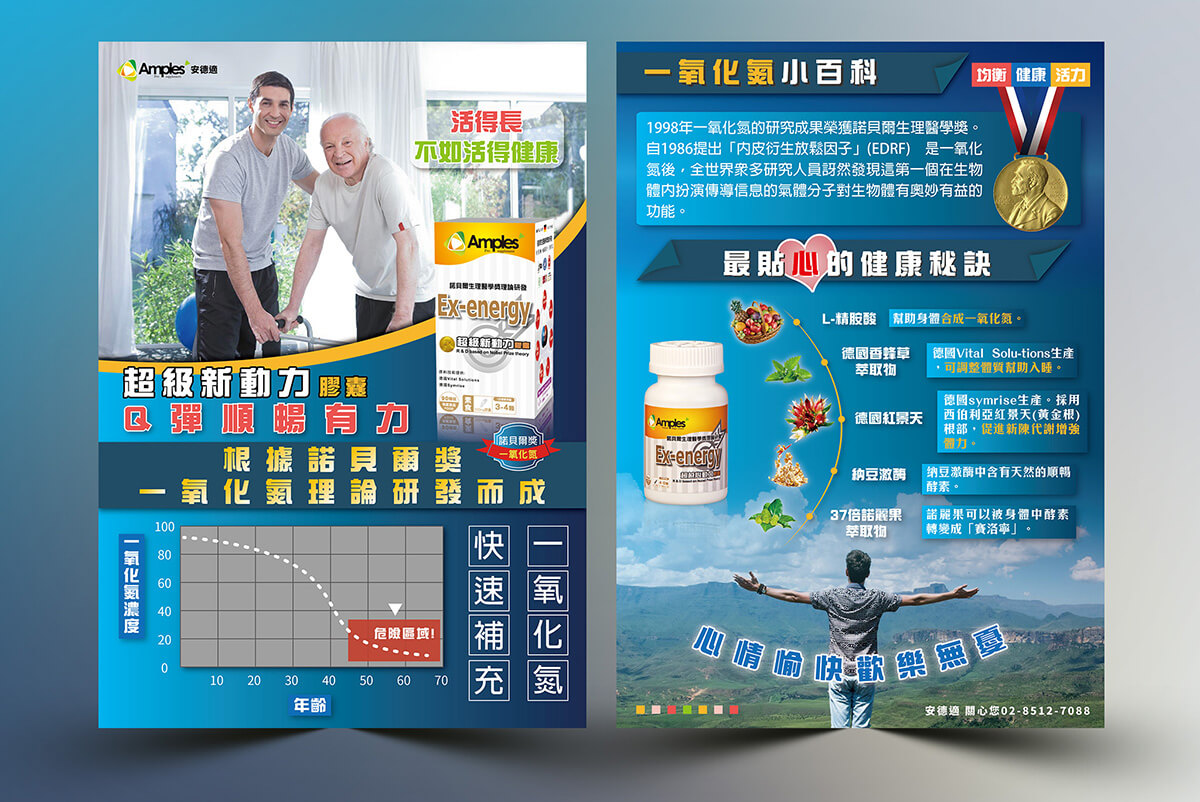 Amples 安德適
活得長
不如活得健康
Amples
諾貝爾生理醫學獎理論研發
Ex-energy
超級新動力膠囊
R & D based on Nobel Prize theory
德國Vital Solutions
德國Symrise
超級新動力膠囊
Q彈順暢有力
諾貝爾獎
一氧化氮
根據諾貝爾獎
一氧化氮理論研發而成
一氧化氮濃度
100
80
60
40
20
0
危險區域!
10 20 30 40 50 60 70
年齡
一氧化氮
快速補充
一氧化氮小百科
均衡 健康 活力
1998年一氧化氮的研究成果榮獲諾貝爾生理醫學獎。
自1986提出「內皮衍生放鬆因子」(EDRF) 是一氧化
氮後，全世界眾多研究人員訝然發現這第一個在生物
體內扮演傳導信息的氣體分子對生物體有奧妙有益的
功能。
最貼心的健康秘訣
L-精胺酸
幫助身體合成一氧化氮。
德國香蜂草
萃取物
德國Vital Solu-tions生產
，可調整體質幫助入睡。
德國紅景天
德國symrise生產。採用
西伯利亞紅景天(黃金根)
根部，促進新陳代謝增強
體力。
納豆激酶
納豆激酶中含有天然的順暢
酵素。
37倍諾麗果
萃取物
諾麗果可以被身體中酵素
轉變成「賽洛寧」。
Amples
Ex-energy
超級新動力
心情愉快歡樂無憂
安德適 關心您02-8512-7088